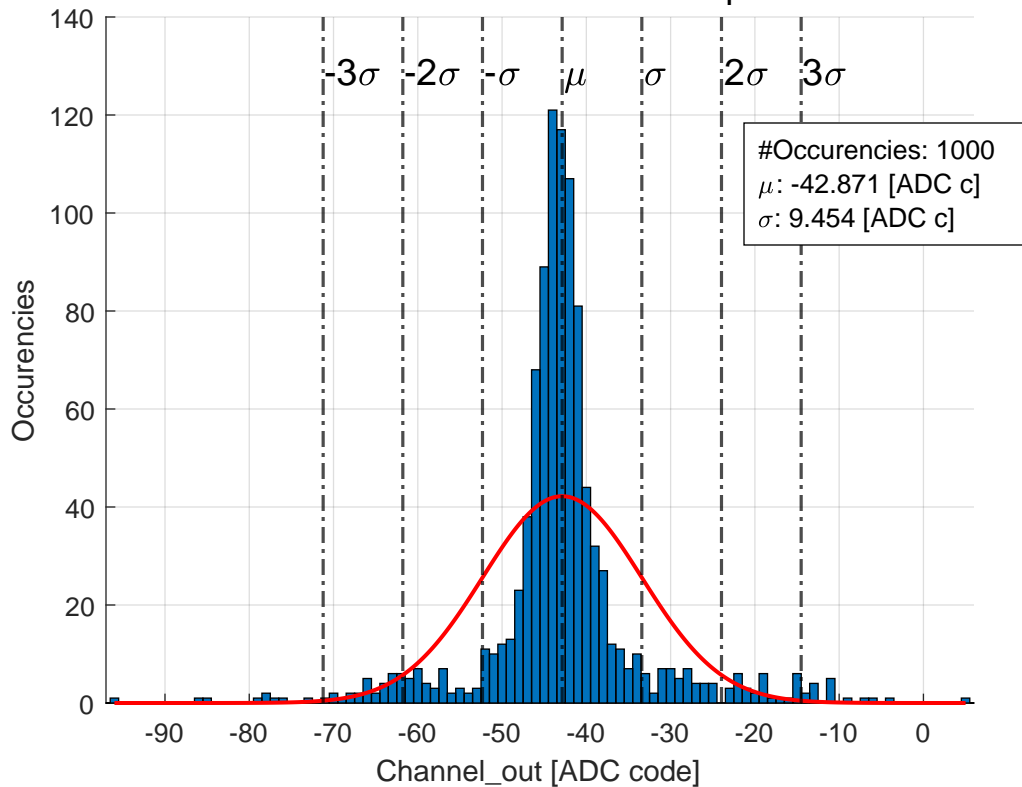 140
120
100
80
60
40
20
0
-3σ -2σ -σ μ σ 2σ 3σ
#Occurencies: 1000
μ: -42.871 [ADC c]
σ: 9.454 [ADC c]
Occurencies
-90 -80 -70 -60 -50 -40 -30 -20 -10 0
Channel_out [ADC code]